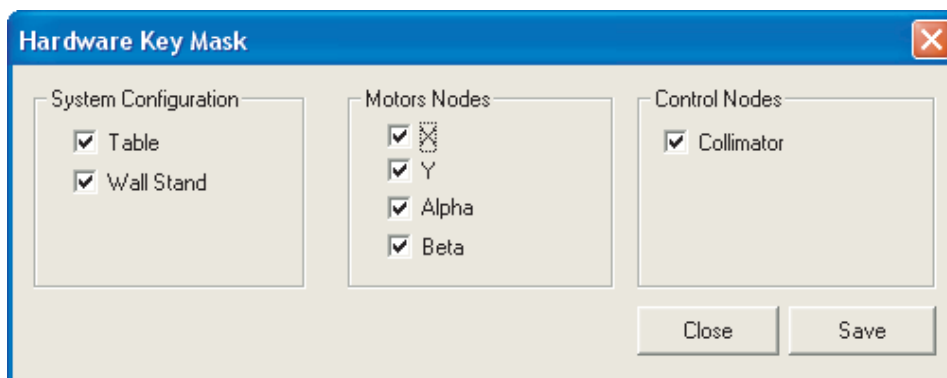 Hardware Key Mask
System Configuration
Table
Wall Stand
Motors Nodes
X
Y
Alpha
Beta
Control Nodes
Collimator
Close
Save